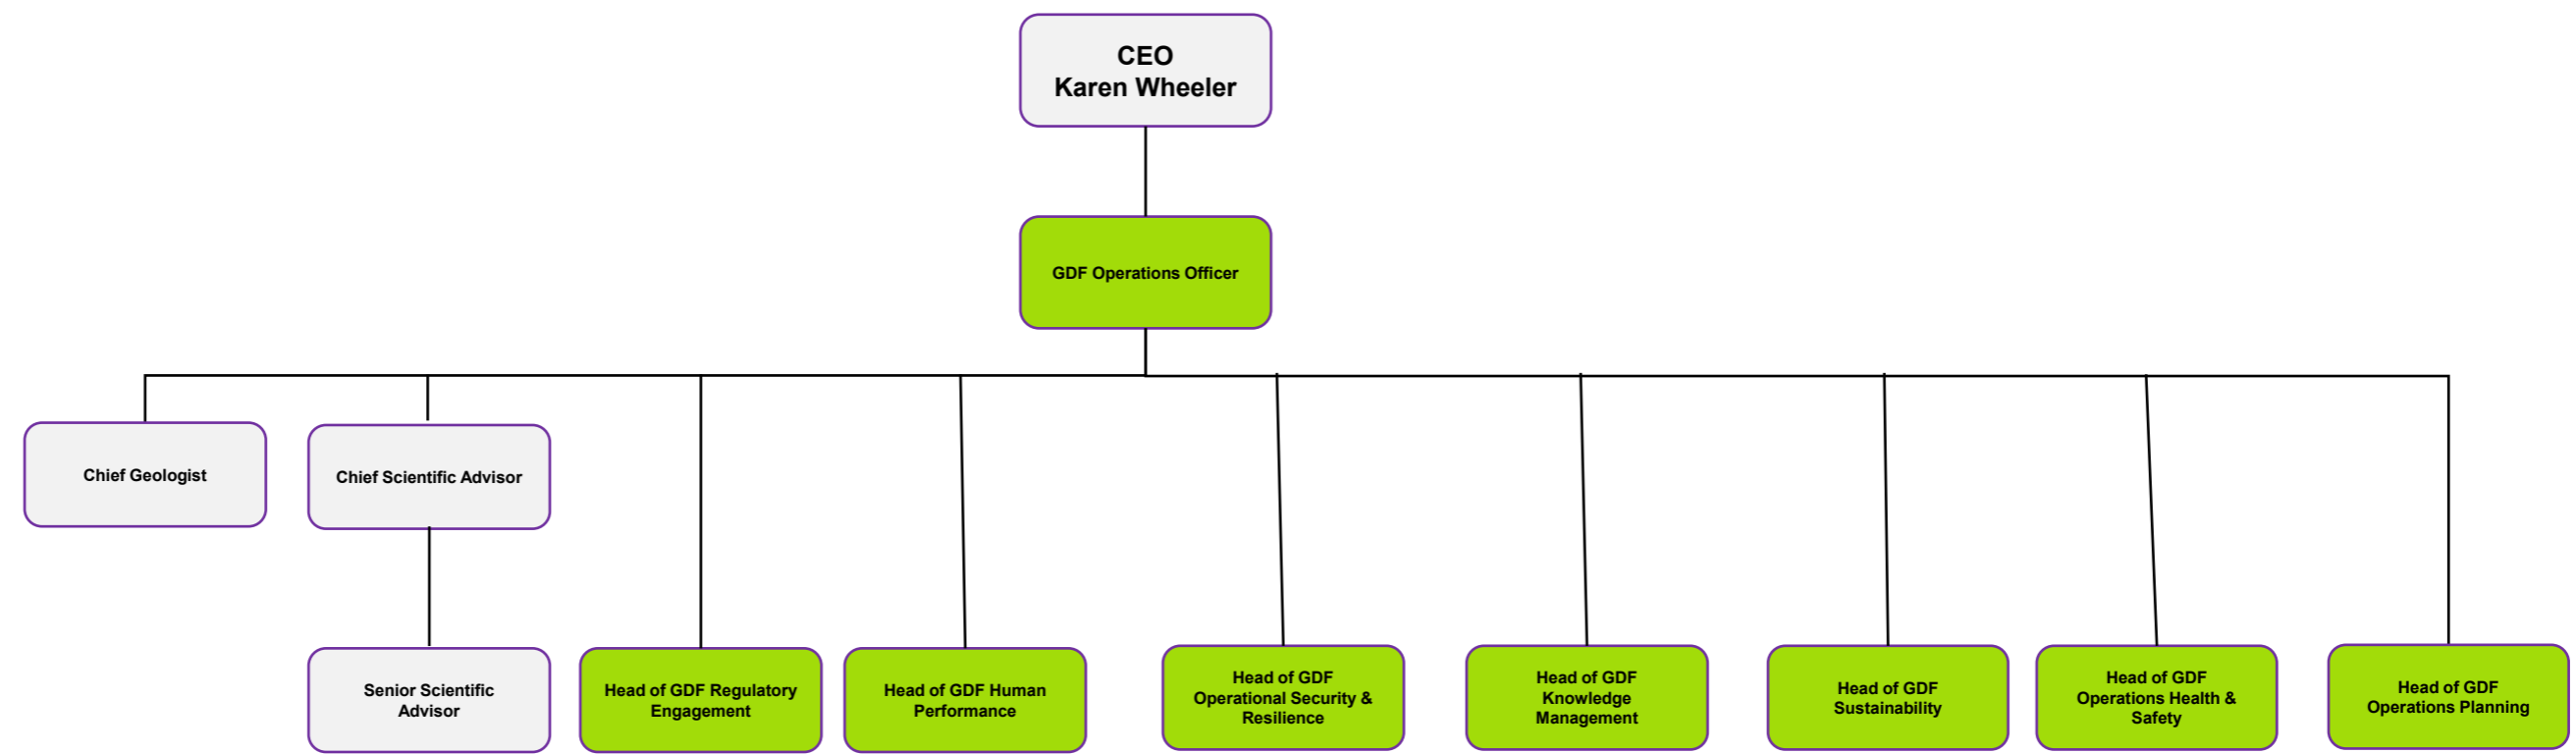 CEO
Karen Wheeler
GDF Operations Officer
Chief Geologist
Chief Scientific Advisor
Senior Scientific
Advisor
Head of GDF Regulatory
Engagement
Head of GDF Human
Performance
Head of GDF
Operational Security &
Resilience
Head of GDF
Knowledge
Management
Head of GDF
Sustainability
Head of GDF
Operations Health &
Safety
Head of GDF
Operations Planning